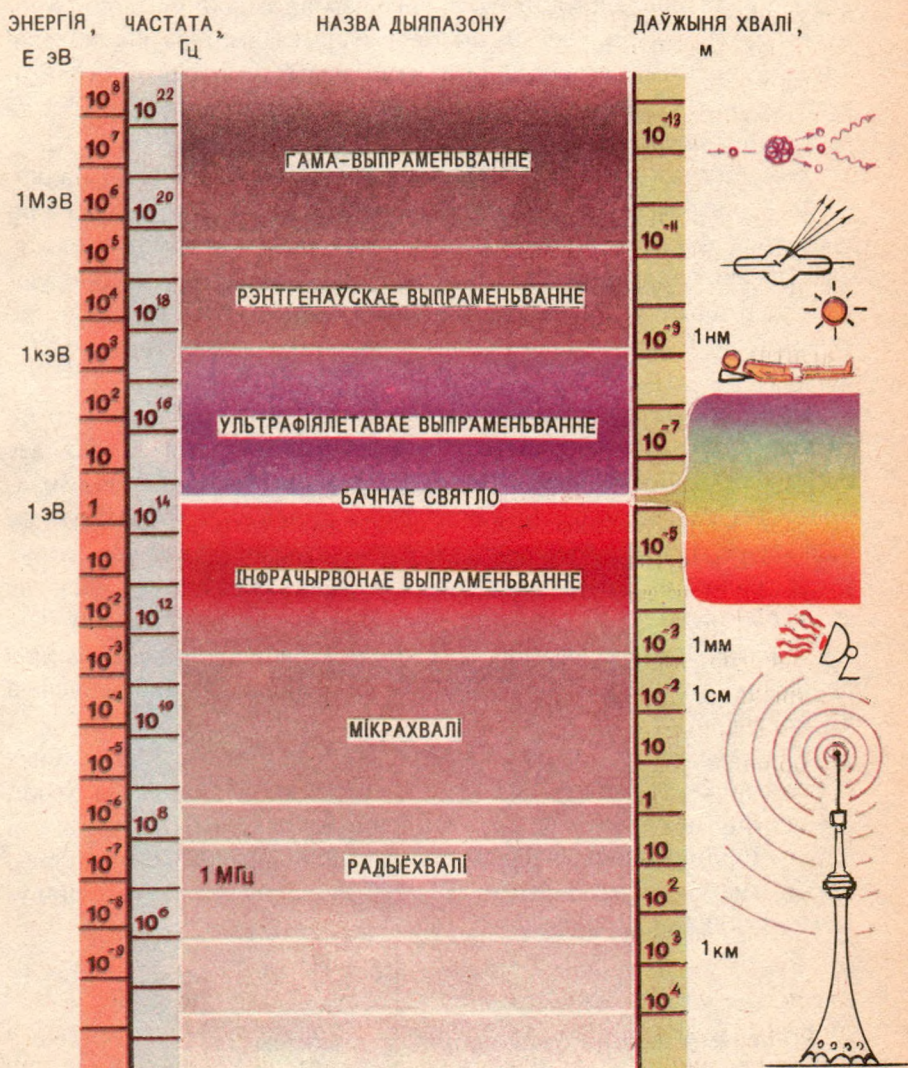 ЭНЕРГІЯ, ЧАСТАТА, НАЗВА ДЫЯПАЗОНУ ДАЎЖЫНЯ ХВАЛІ,
Е эВ Гц м
10⁸ 10²²
10⁷ 10⁻¹³
ГАМА-ВЫПРАМЕНЬВАННЕ
1МэВ 10⁶ 10²⁰
10⁵ 10⁻¹¹
10⁴ 10¹⁸ РЭНТГЕНАЎСКАЕ ВЫПРАМЕНЬВАННЕ
1кэВ 10³ 10⁻⁹ 1нм
10² 10¹⁶ УЛЬТРАФІЯЛЕТАВАЕ ВЫПРАМЕНЬВАННЕ 10⁻⁷
10
1эВ 1 10¹⁴ БАЧНАЕ СВЯТЛО
10 10⁻⁵
ІНФРАЧЫРВОНАЕ ВЫПРАМЕНЬВАННЕ
10⁻² 10¹²
10⁻³ 10⁻³ 1мм
10⁻⁴ 10¹⁰ 10⁻² 1см
МІКРАХВАЛІ
10⁻⁵ 10
10⁻⁶ 10⁸ 1
10⁻⁷ 1МГц РАДЫЁХВАЛІ 10
10⁻⁸ 10⁶ 10²
10⁻⁹ 10³ 1км
10⁴